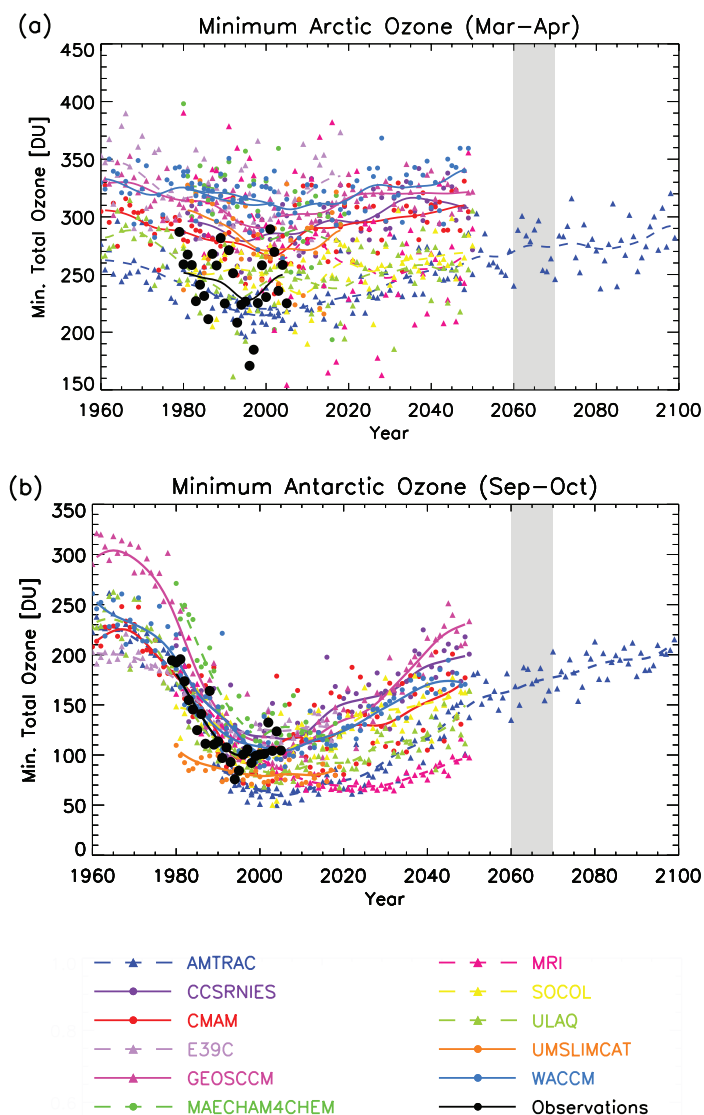 (a)
Minimum Arctic Ozone (Mar-Apr)
450
400
350
300
250
200
150
Min. Total Ozone [DU]
1960 1980 2000 2020 2040 2060 2080 2100
Year
(b)
Minimum Antarctic Ozone (Sep-Oct)
350
300
250
200
150
100
50
0
Min. Total Ozone [DU]
1960 1980 2000 2020 2040 2060 2080 2100
Year
AMTRAC
CCSRNIES
CMAM
E39C
GEOSCCM
MAECHAM4CHEM
MRI
SOCOL
ULAQ
UMSLIMCAT
WACCM
Observations